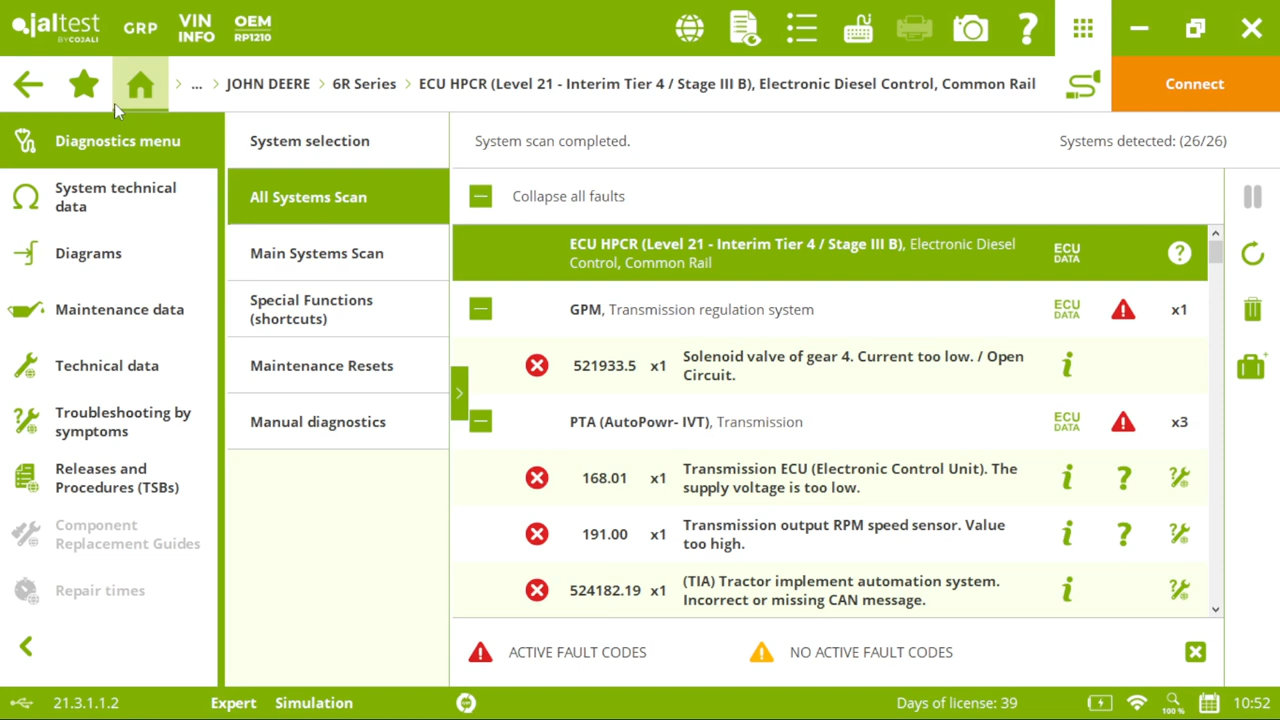 jaltest
BY COJALI
GRP
VIN
INFO
OEM
RP1210
?
... JOHN DEERE > 6R Series > ECU HPCR (Level 21 - Interim Tier 4 / Stage III B), Electronic Diesel Control, Common Rail
Connect
Diagnostics menu
System technical
data
Diagrams
Maintenance data
Technical data
Troubleshooting by
symptoms
Releases and
Procedures (TSBs)
Component
Replacement Guides
Repair times
System selection
All Systems Scan
Main Systems Scan
Special Functions
(shortcuts)
Maintenance Resets
Manual diagnostics
System scan completed.
Systems detected: (26/26)
Collapse all faults
ECU HPCR (Level 21 - Interim Tier 4 / Stage III B), Electronic Diesel
Control, Common Rail
ECU
DATA
?
GPM, Transmission regulation system
ECU
DATA
x1
521933.5 x1 Solenoid valve of gear 4. Current too low. / Open
Circuit.
i
PTA (AutoPowr- IVT), Transmission
ECU
DATA
x3
168.01 x1 Transmission ECU (Electronic Control Unit). The
supply voltage is too low.
i ?
191.00 x1 Transmission output RPM speed sensor. Value
too high.
i ?
524182.19 x1 (TIA) Tractor implement automation system.
Incorrect or missing CAN message.
i
ACTIVE FAULT CODES
NO ACTIVE FAULT CODES
21.3.1.1.2
Expert
Simulation
Days of license: 39
100 %
10:52